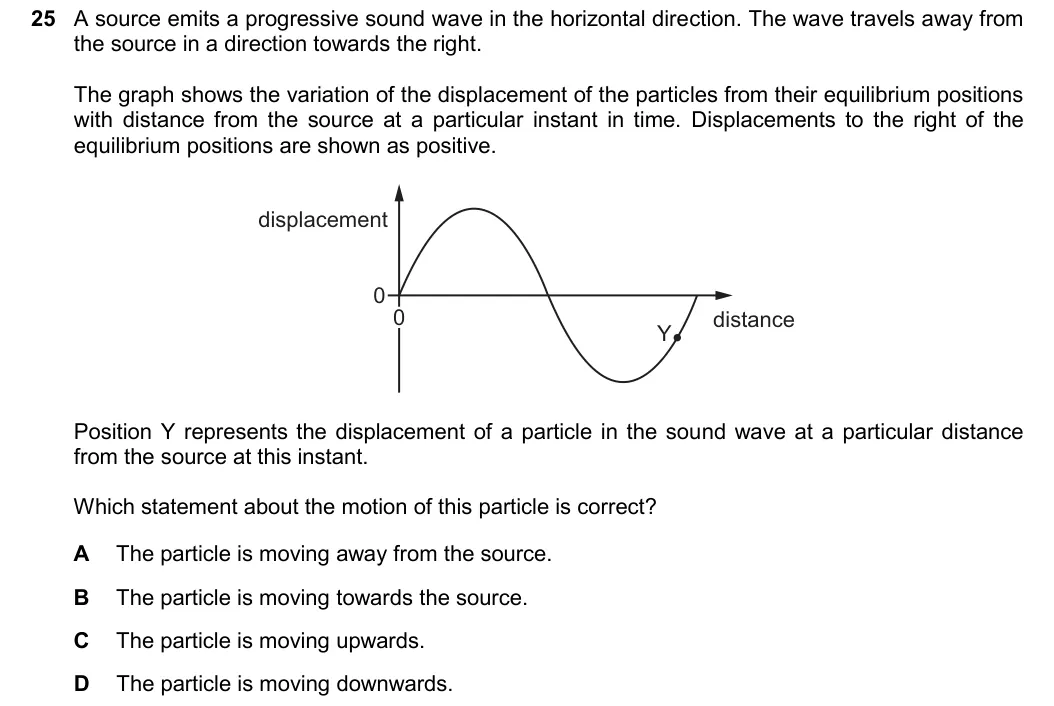 25 A source emits a progressive sound wave in the horizontal direction. The wave travels away from
the source in a direction towards the right.
The graph shows the variation of the displacement of the particles from their equilibrium positions
with distance from the source at a particular instant in time. Displacements to the right of the
equilibrium positions are shown as positive.
displacement
0
0
distance
Y
Position Y represents the displacement of a particle in the sound wave at a particular distance
from the source at this instant.
Which statement about the motion of this particle is correct?
A The particle is moving away from the source.
B The particle is moving towards the source.
C The particle is moving upwards.
D The particle is moving downwards.